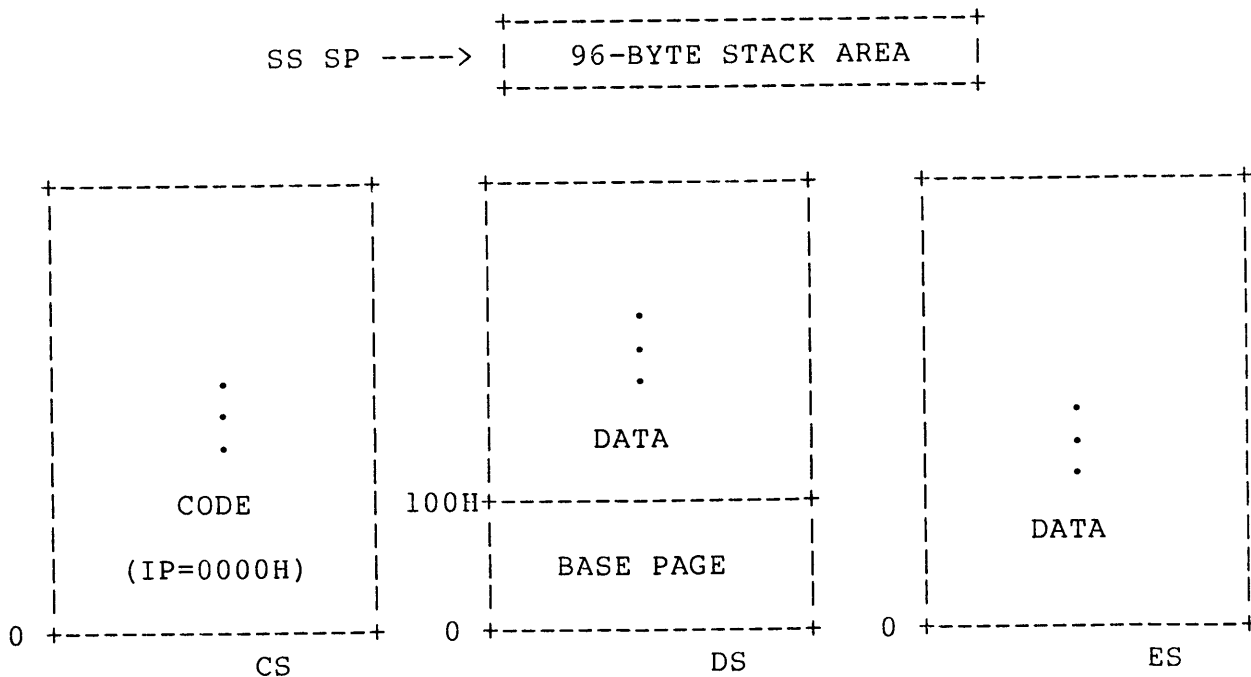 SS SP ----> | 96-BYTE STACK AREA |
CODE
(IP=0000H)
0
CS
DATA
100H
BASE PAGE
0
DS
DATA
0
ES